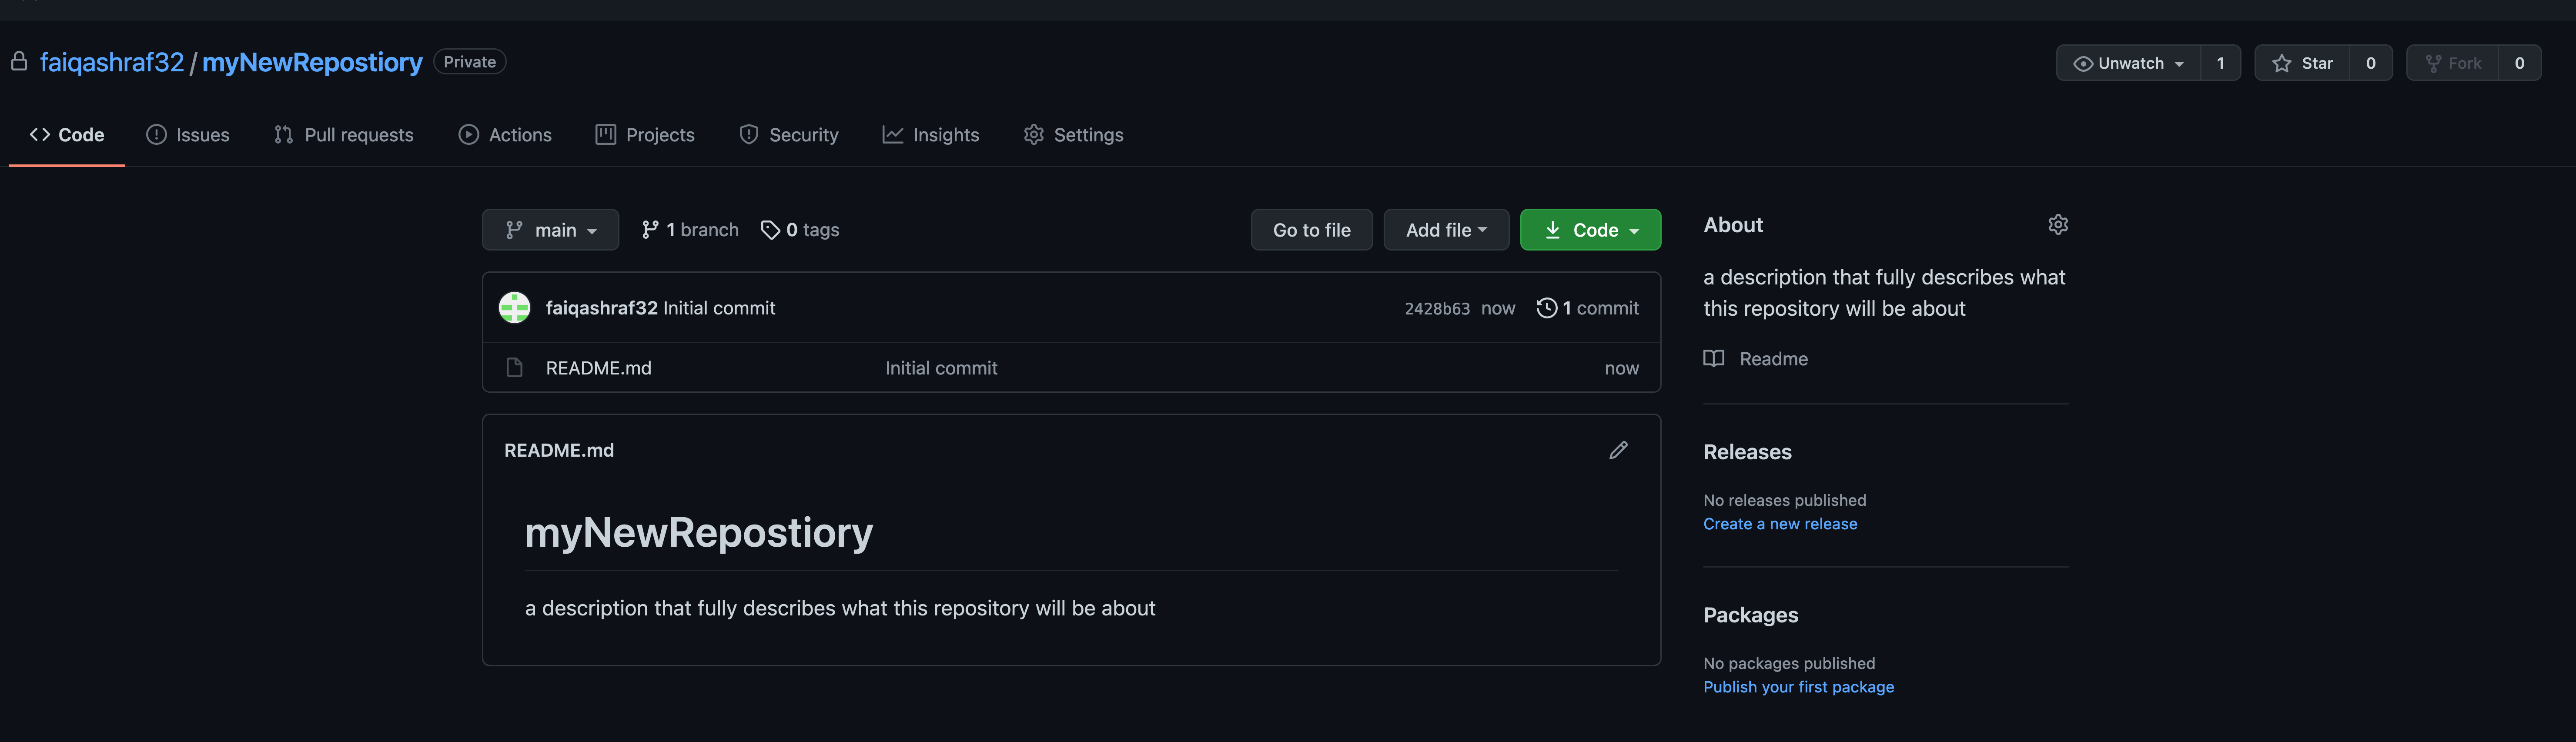 faiqashraf32 / myNewRepostiory Private
Unwatch 1 Star 0 Fork 0
Code Issues Pull requests Actions Projects Security Insights Settings
main 1 branch 0 tags Go to file Add file Code
faiqashraf32 Initial commit 2428b63 now 1 commit
README.md Initial commit now
README.md
myNewRepostiory
a description that fully describes what this repository will be about
About
a description that fully describes what
this repository will be about
Readme
Releases
No releases published
Create a new release
Packages
No packages published
Publish your first package